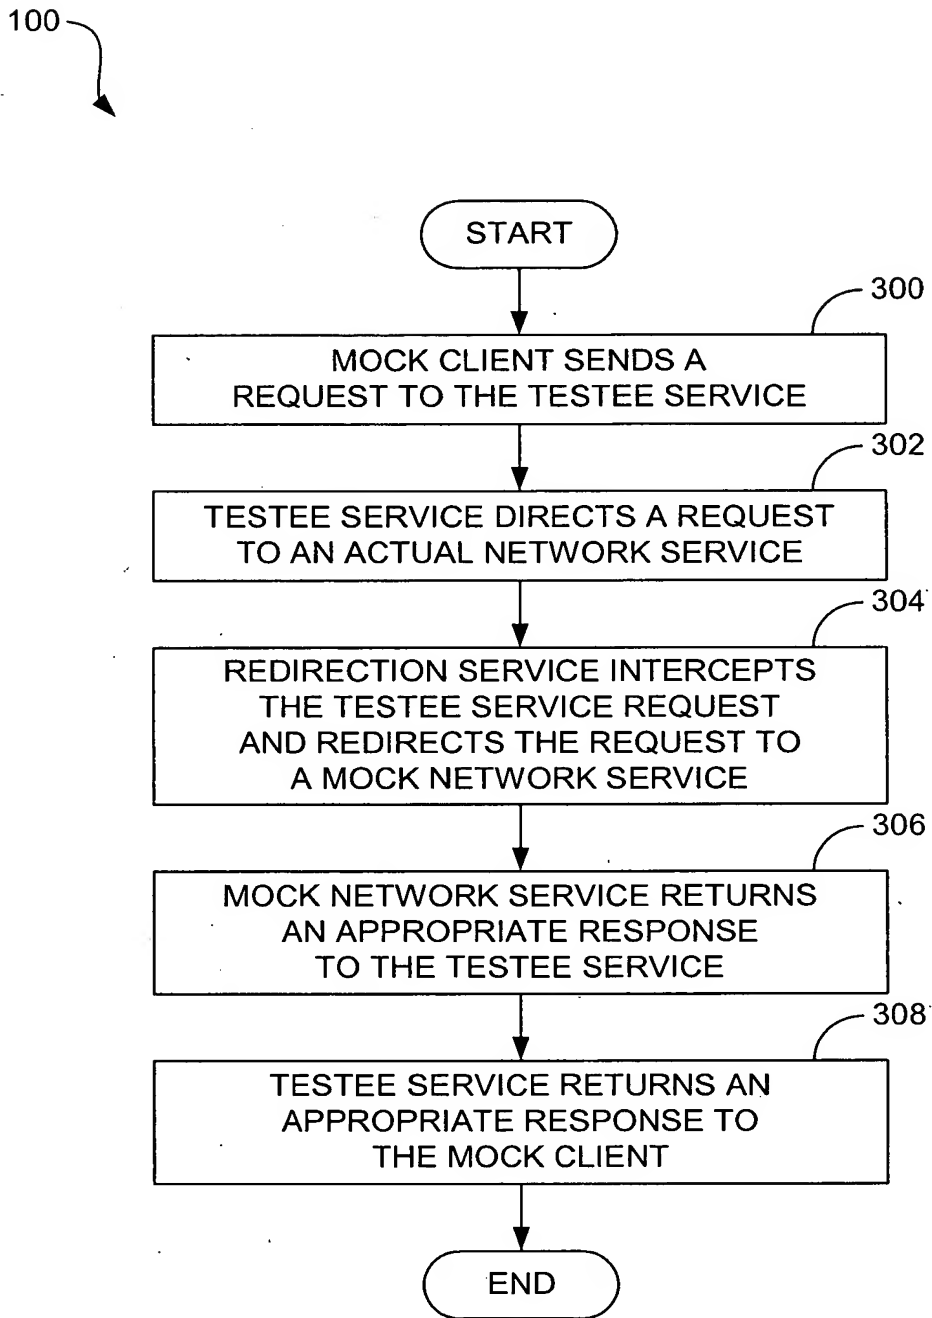 100
START
300
MOCK CLIENT SENDS A
REQUEST TO THE TESTEE SERVICE
302
TESTEE SERVICE DIRECTS A REQUEST
TO AN ACTUAL NETWORK SERVICE
304
REDIRECTION SERVICE INTERCEPTS
THE TESTEE SERVICE REQUEST
AND REDIRECTS THE REQUEST TO
A MOCK NETWORK SERVICE
306
MOCK NETWORK SERVICE RETURNS
AN APPROPRIATE RESPONSE
TO THE TESTEE SERVICE
308
TESTEE SERVICE RETURNS AN
APPROPRIATE RESPONSE TO
THE MOCK CLIENT
END